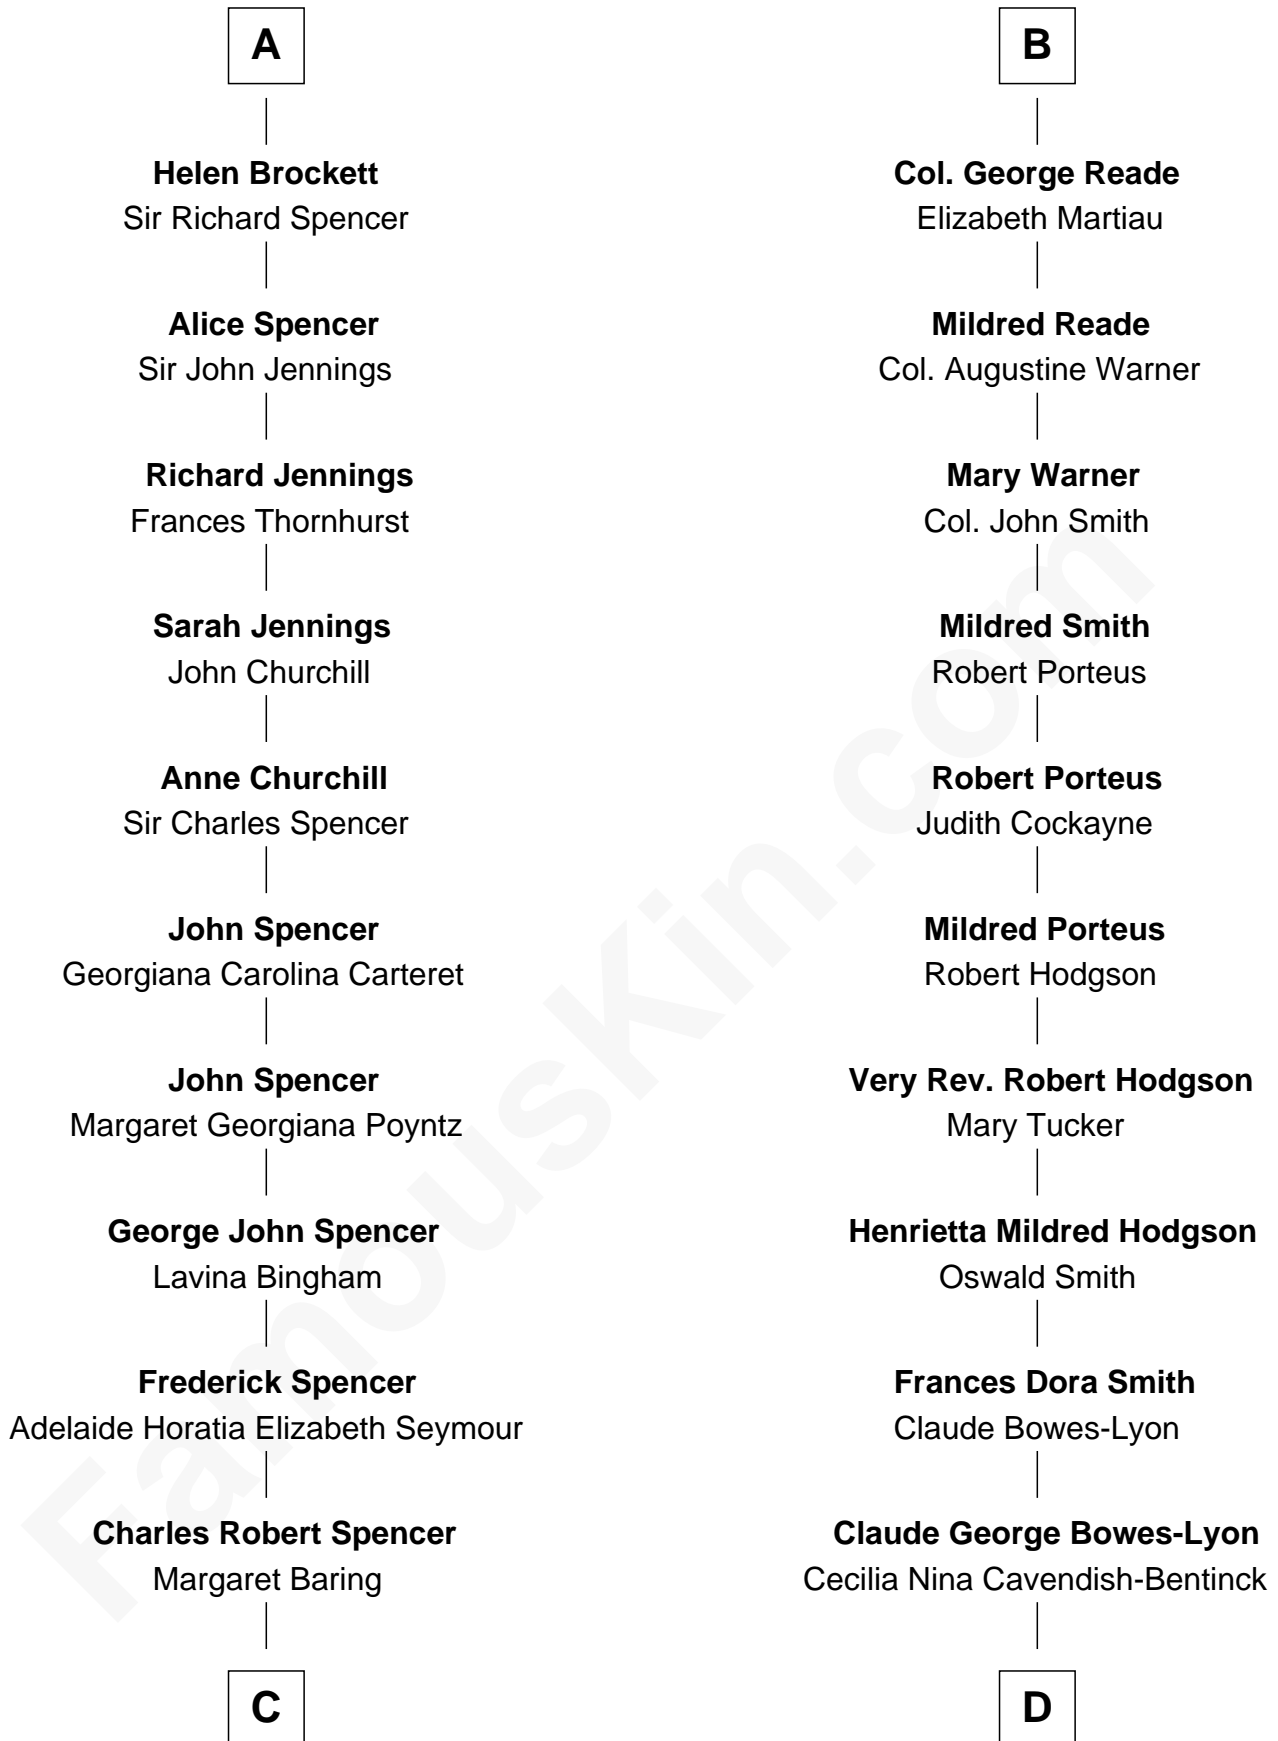 A
Helen Brockett
Sir Richard Spencer
Alice Spencer
Sir John Jennings
Richard Jennings
Frances Thornhurst
Sarah Jennings
John Churchill
Anne Churchill
Sir Charles Spencer
John Spencer
Georgiana Carolina Carteret
John Spencer
Margaret Georgiana Poyntz
George John Spencer
Lavina Bingham
Frederick Spencer
Adelaide Horatia Elizabeth Seymour
Charles Robert Spencer
Margaret Baring
C
B
Col. George Reade
Elizabeth Martiau
Mildred Reade
Col. Augustine Warner
Mary Warner
Col. John Smith
Mildred Smith
Robert Porteus
Robert Porteus
Judith Cockayne
Mildred Porteus
Robert Hodgson
Very Rev. Robert Hodgson
Mary Tucker
Henrietta Mildred Hodgson
Oswald Smith
Frances Dora Smith
Claude Bowes-Lyon
Claude George Bowes-Lyon
Cecilia Nina Cavendish-Bentinck
D
FamousKin.com